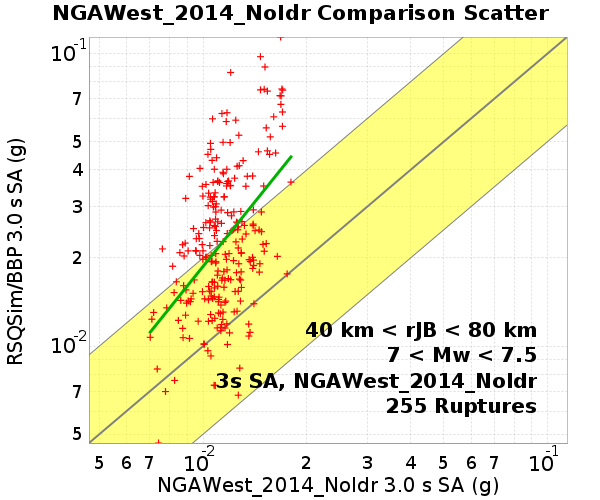 NGAWest_2014_NoIdr Comparison Scatter
10-1
7
5
4
3
2
10-2
7
5
RSQSim/BBP 3.0 s SA (g)
40 km < rJB < 80 km
7 < Mw < 7.5
3s SA, NGAWest_2014_NoIdr
255 Ruptures
5 6 7 10-2 2 3 4 5 6 7 10-1
NGAWest_2014_NoIdr 3.0 s SA (g)